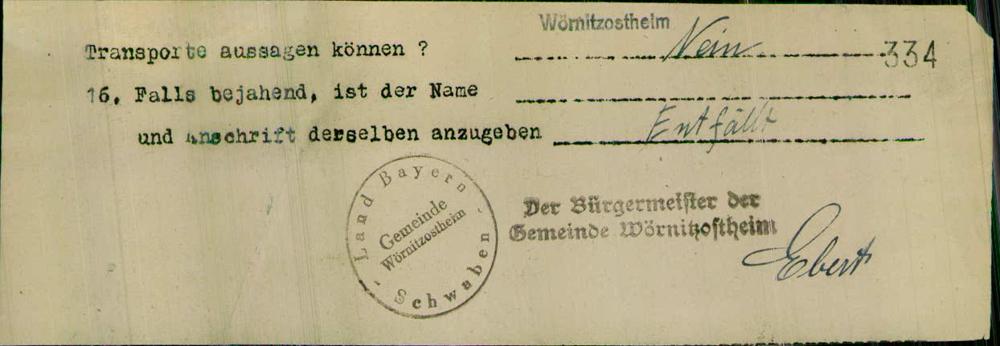 Wörnitzostheim
Transporte aussagen können ? Nein 334
16. Falls bejahend, ist der Name
und Anschrift derselben anzugeben Entfällt
Land Bayern
Gemeinde
Wörnitzostheim
- Schwaben -
Der Bürgermeister der
Gemeinde Wörnitzostheim
Ebert